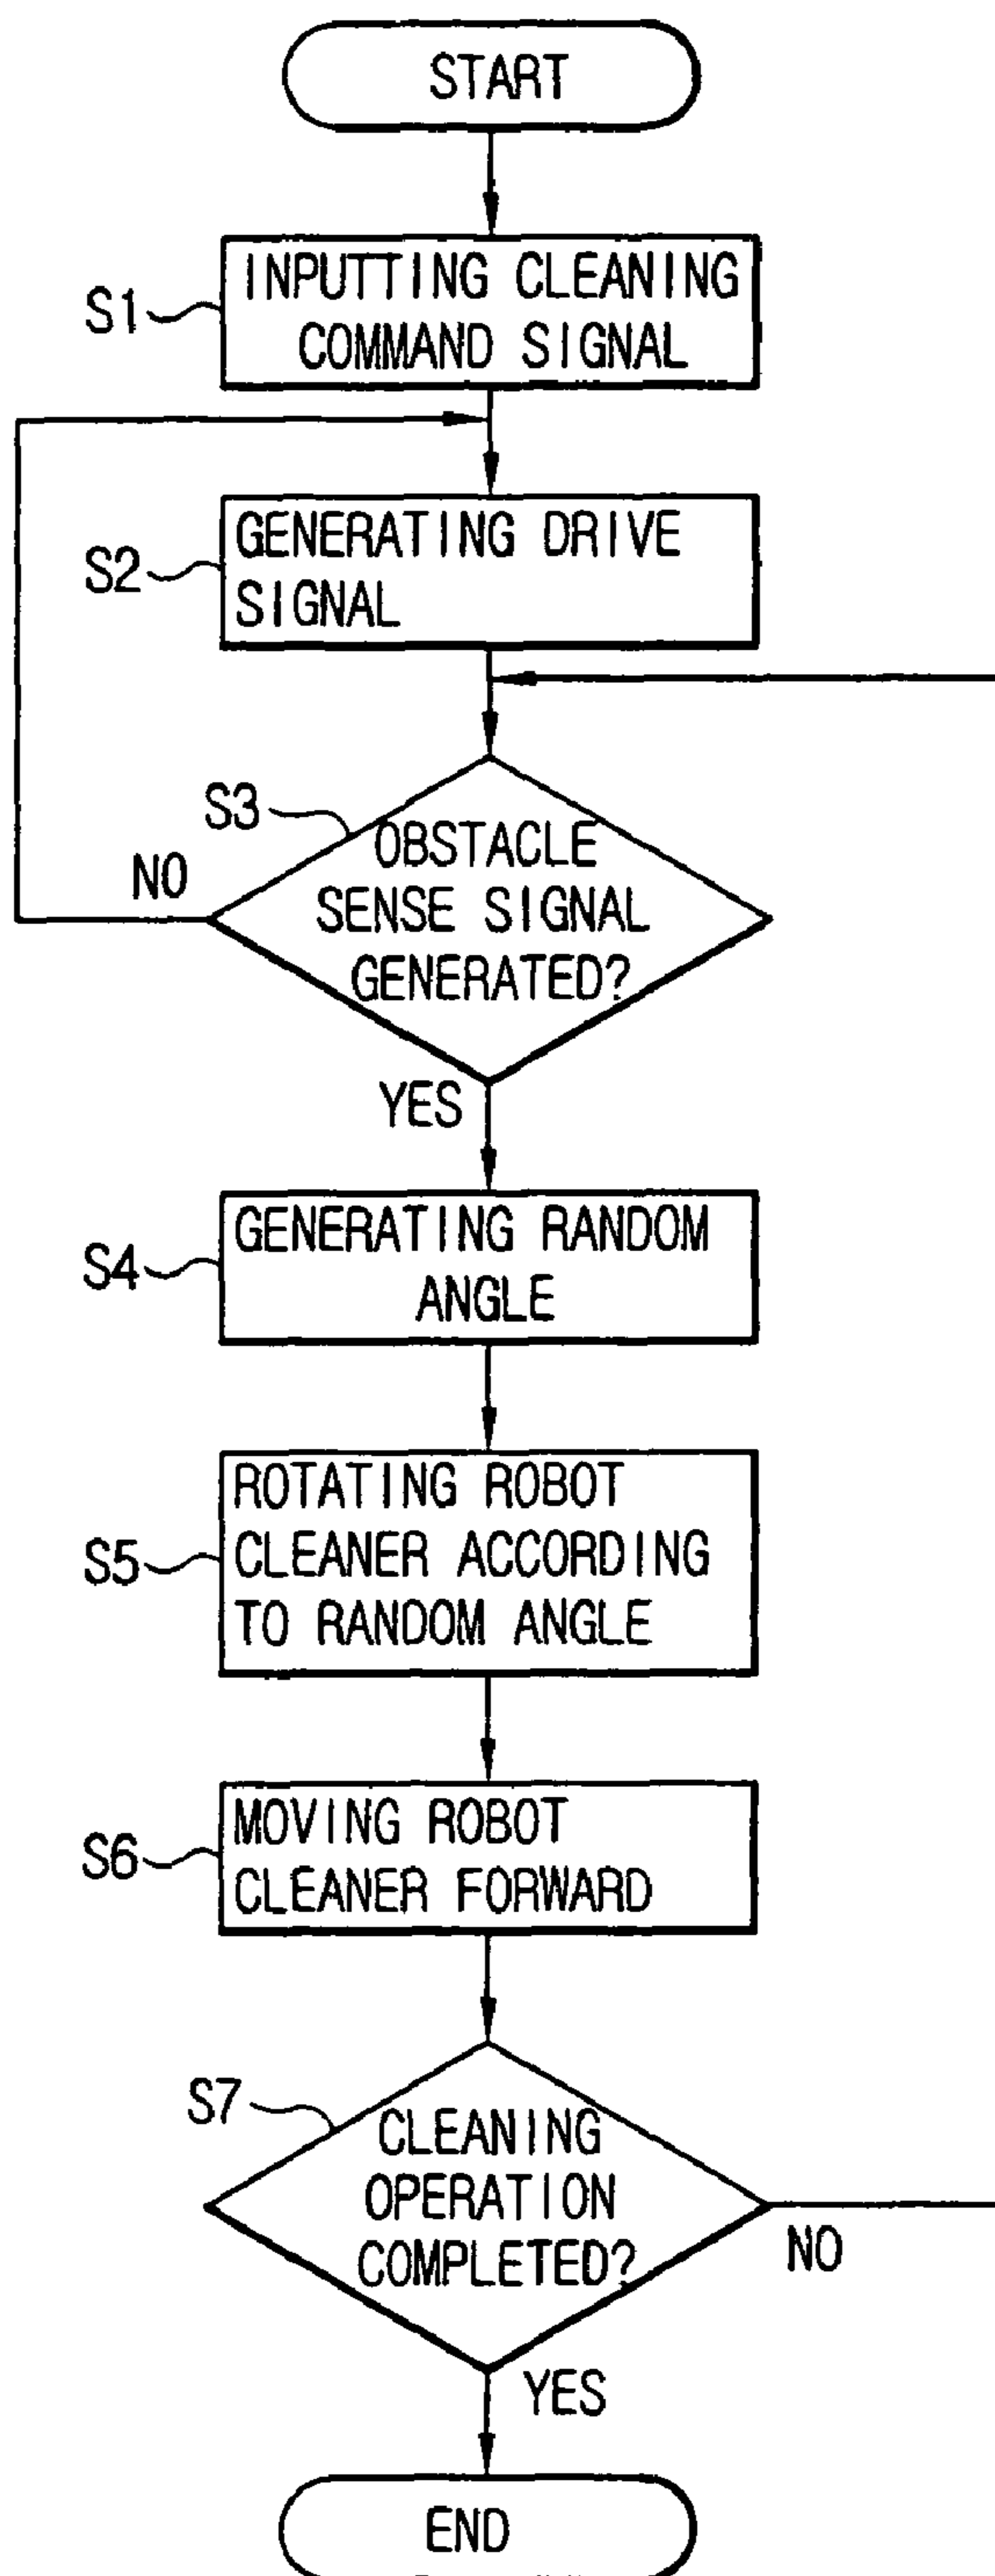 START
S1
INPUTTING CLEANING
COMMAND SIGNAL
S2
GENERATING DRIVE
SIGNAL
S3
OBSTACLE
SENSE SIGNAL
GENERATED?
NO
YES
S4
GENERATING RANDOM
ANGLE
S5
ROTATING ROBOT
CLEANER ACCORDING
TO RANDOM ANGLE
S6
MOVING ROBOT
CLEANER FORWARD
S7
CLEANING
OPERATION
COMPLETED?
NO
YES
END